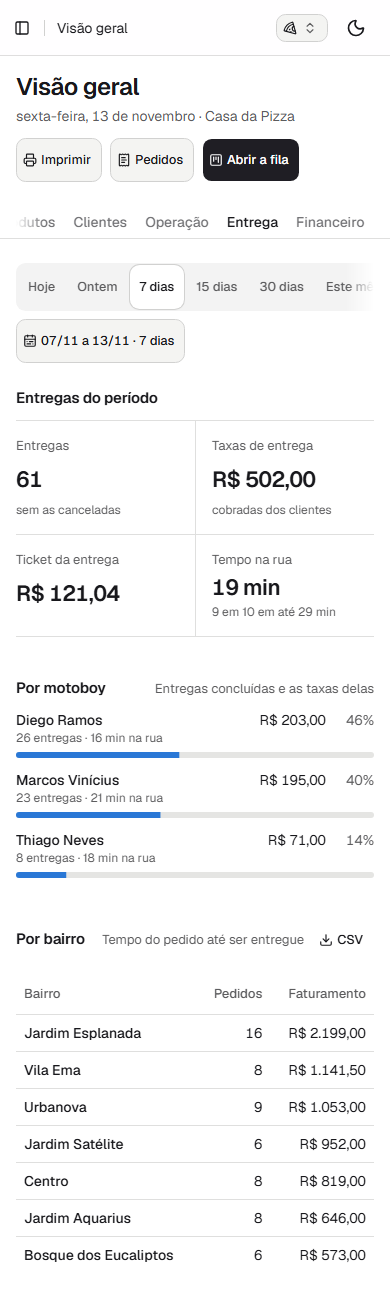 Visão geral
Visão geral
sexta-feira, 13 de novembro · Casa da Pizza
Imprimir Pedidos Abrir a fila
dutos Clientes Operação Entrega Financeiro
Hoje Ontem 7 dias 15 dias 30 dias Este mê
07/11 a 13/11 · 7 dias
Entregas do período
Entregas Taxas de entrega
61 R$ 502,00
sem as canceladas cobradas dos clientes
Ticket da entrega Tempo na rua
R$ 121,04 19 min
9 em 10 em até 29 min
Por motoboy Entregas concluídas e as taxas delas
Diego Ramos R$ 203,00 46%
26 entregas · 16 min na rua
Marcos Vinícius R$ 195,00 40%
23 entregas · 21 min na rua
Thiago Neves R$ 71,00 14%
8 entregas · 18 min na rua
Por bairro Tempo do pedido até ser entregue CSV
Bairro Pedidos Faturamento
Jardim Esplanada 16 R$ 2.199,00
Vila Ema 8 R$ 1.141,50
Urbanova 9 R$ 1.053,00
Jardim Satélite 6 R$ 952,00
Centro 8 R$ 819,00
Jardim Aquarius 8 R$ 646,00
Bosque dos Eucaliptos 6 R$ 573,00